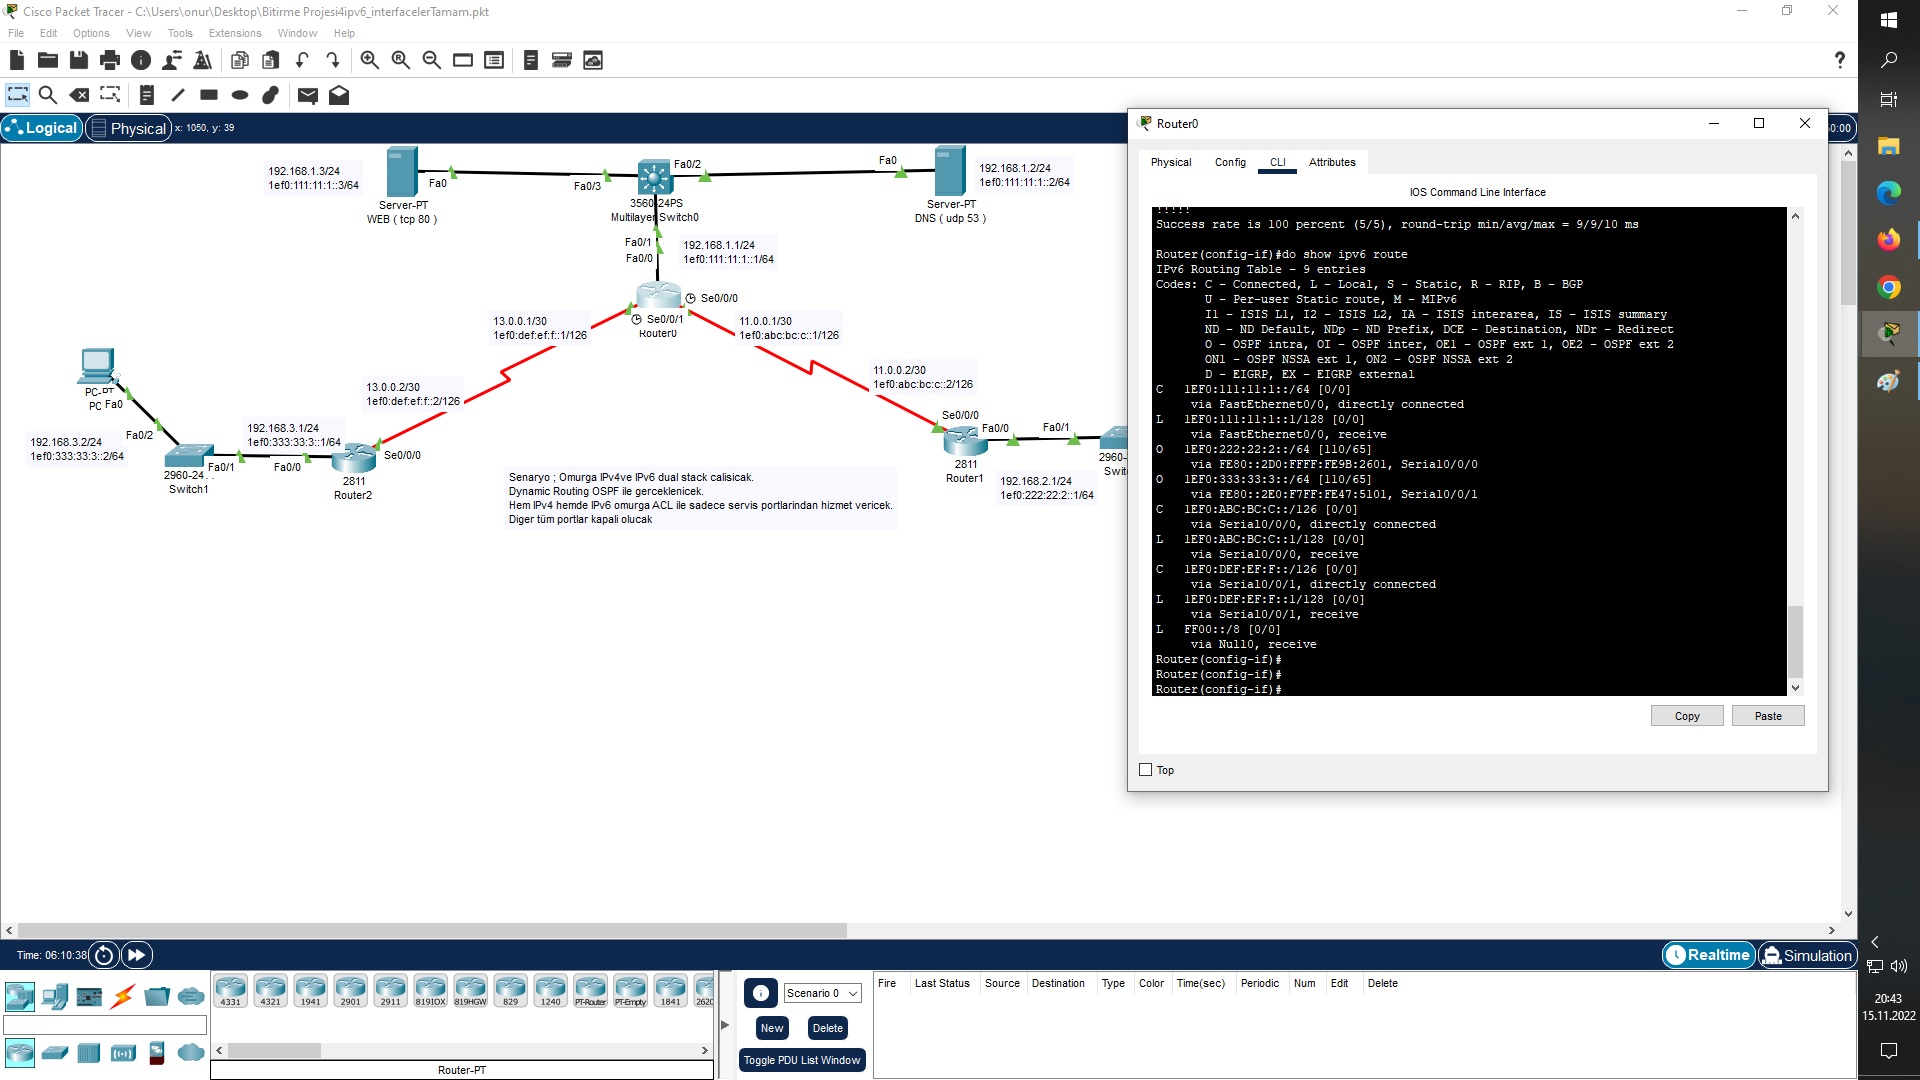 Cisco Packet Tracer - C:\Users\onur\Desktop\Bitirme Projesi4ipv6_interfacelerTamam.pkt
File Edit Options View Tools Extensions Window Help
Logical Physical x: 1050, y: 39
192.168.1.3/24
1ef0:111:11:1::3/64
Fa0
Server-PT
WEB ( tcp 80 )
Fa0/3
Fa0/2
3560-24PS
Multilayer Switch0
Fa0
Server-PT
DNS ( udp 53 )
192.168.1.2/24
1ef0:111:11:1::2/64
Fa0/1
Fa0/0
192.168.1.1/24
1ef0:111:11:1::1/64
Se0/0/0
Se0/0/1
Router0
13.0.0.1/30
1ef0:def:ef:f::1/126
11.0.0.1/30
1ef0:abc:bc:c::1/126
13.0.0.2/30
1ef0:def:ef:f::2/126
11.0.0.2/30
1ef0:abc:bc:c::2/126
PC-PT
PC Fa0
Fa0/2
192.168.3.2/24
1ef0:333:33:3::2/64
192.168.3.1/24
1ef0:333:33:3::1/64
Fa0/1
Fa0/0
Se0/0/0
2960-24
Switch1
2811
Router2
Se0/0/0
Fa0/0
Fa0/1
2811
Router1
2960-
Swit
192.168.2.1/24
1ef0:222:22:2::1/64
Senaryo ; Omurga IPv4ve IPv6 dual stack calisicak.
Dynamic Routing OSPF ile gerceklenicek.
Hem IPv4 hemde IPv6 omurga ACL ile sadece servis portlarindan hizmet vericek.
Diger tüm portlar kapali olucak
Router0
Physical Config CLI Attributes
IOS Command Line Interface
!!!!!
Success rate is 100 percent (5/5), round-trip min/avg/max = 9/9/10 ms
Router(config-if)#do show ipv6 route
IPv6 Routing Table - 9 entries
Codes: C - Connected, L - Local, S - Static, R - RIP, B - BGP
U - Per-user Static route, M - MIPv6
I1 - ISIS L1, I2 - ISIS L2, IA - ISIS interarea, IS - ISIS summary
ND - ND Default, NDp - ND Prefix, DCE - Destination, NDr - Redirect
O - OSPF intra, OI - OSPF inter, OE1 - OSPF ext 1, OE2 - OSPF ext 2
ON1 - OSPF NSSA ext 1, ON2 - OSPF NSSA ext 2
D - EIGRP, EX - EIGRP external
C 1EF0:111:11:1::/64 [0/0]
via FastEthernet0/0, directly connected
L 1EF0:111:11:1::1/128 [0/0]
via FastEthernet0/0, receive
O 1EF0:222:22:2::/64 [110/65]
via FE80::2D0:FFFF:FE9B:2601, Serial0/0/0
O 1EF0:333:33:3::/64 [110/65]
via FE80::2E0:F7FF:FE47:5101, Serial0/0/1
C 1EF0:ABC:BC:C::/126 [0/0]
via Serial0/0/0, directly connected
L 1EF0:ABC:BC:C::1/128 [0/0]
via Serial0/0/0, receive
C 1EF0:DEF:EF:F::/126 [0/0]
via Serial0/0/1, directly connected
L 1EF0:DEF:EF:F::1/128 [0/0]
via Serial0/0/1, receive
L FF00::/8 [0/0]
via Null0, receive
Router(config-if)#
Router(config-if)#
Router(config-if)#
Copy Paste
Top
Time: 06:10:38
Realtime Simulation
4331 4321 1941 2901 2911 819IOX 819HGW 829 1240 PT-Router PT-Empty 1841 2620
Router-PT
Scenario 0
New Delete
Toggle PDU List Window
Fire Last Status Source Destination Type Color Time(sec) Periodic Num Edit Delete
20:43
15.11.2022